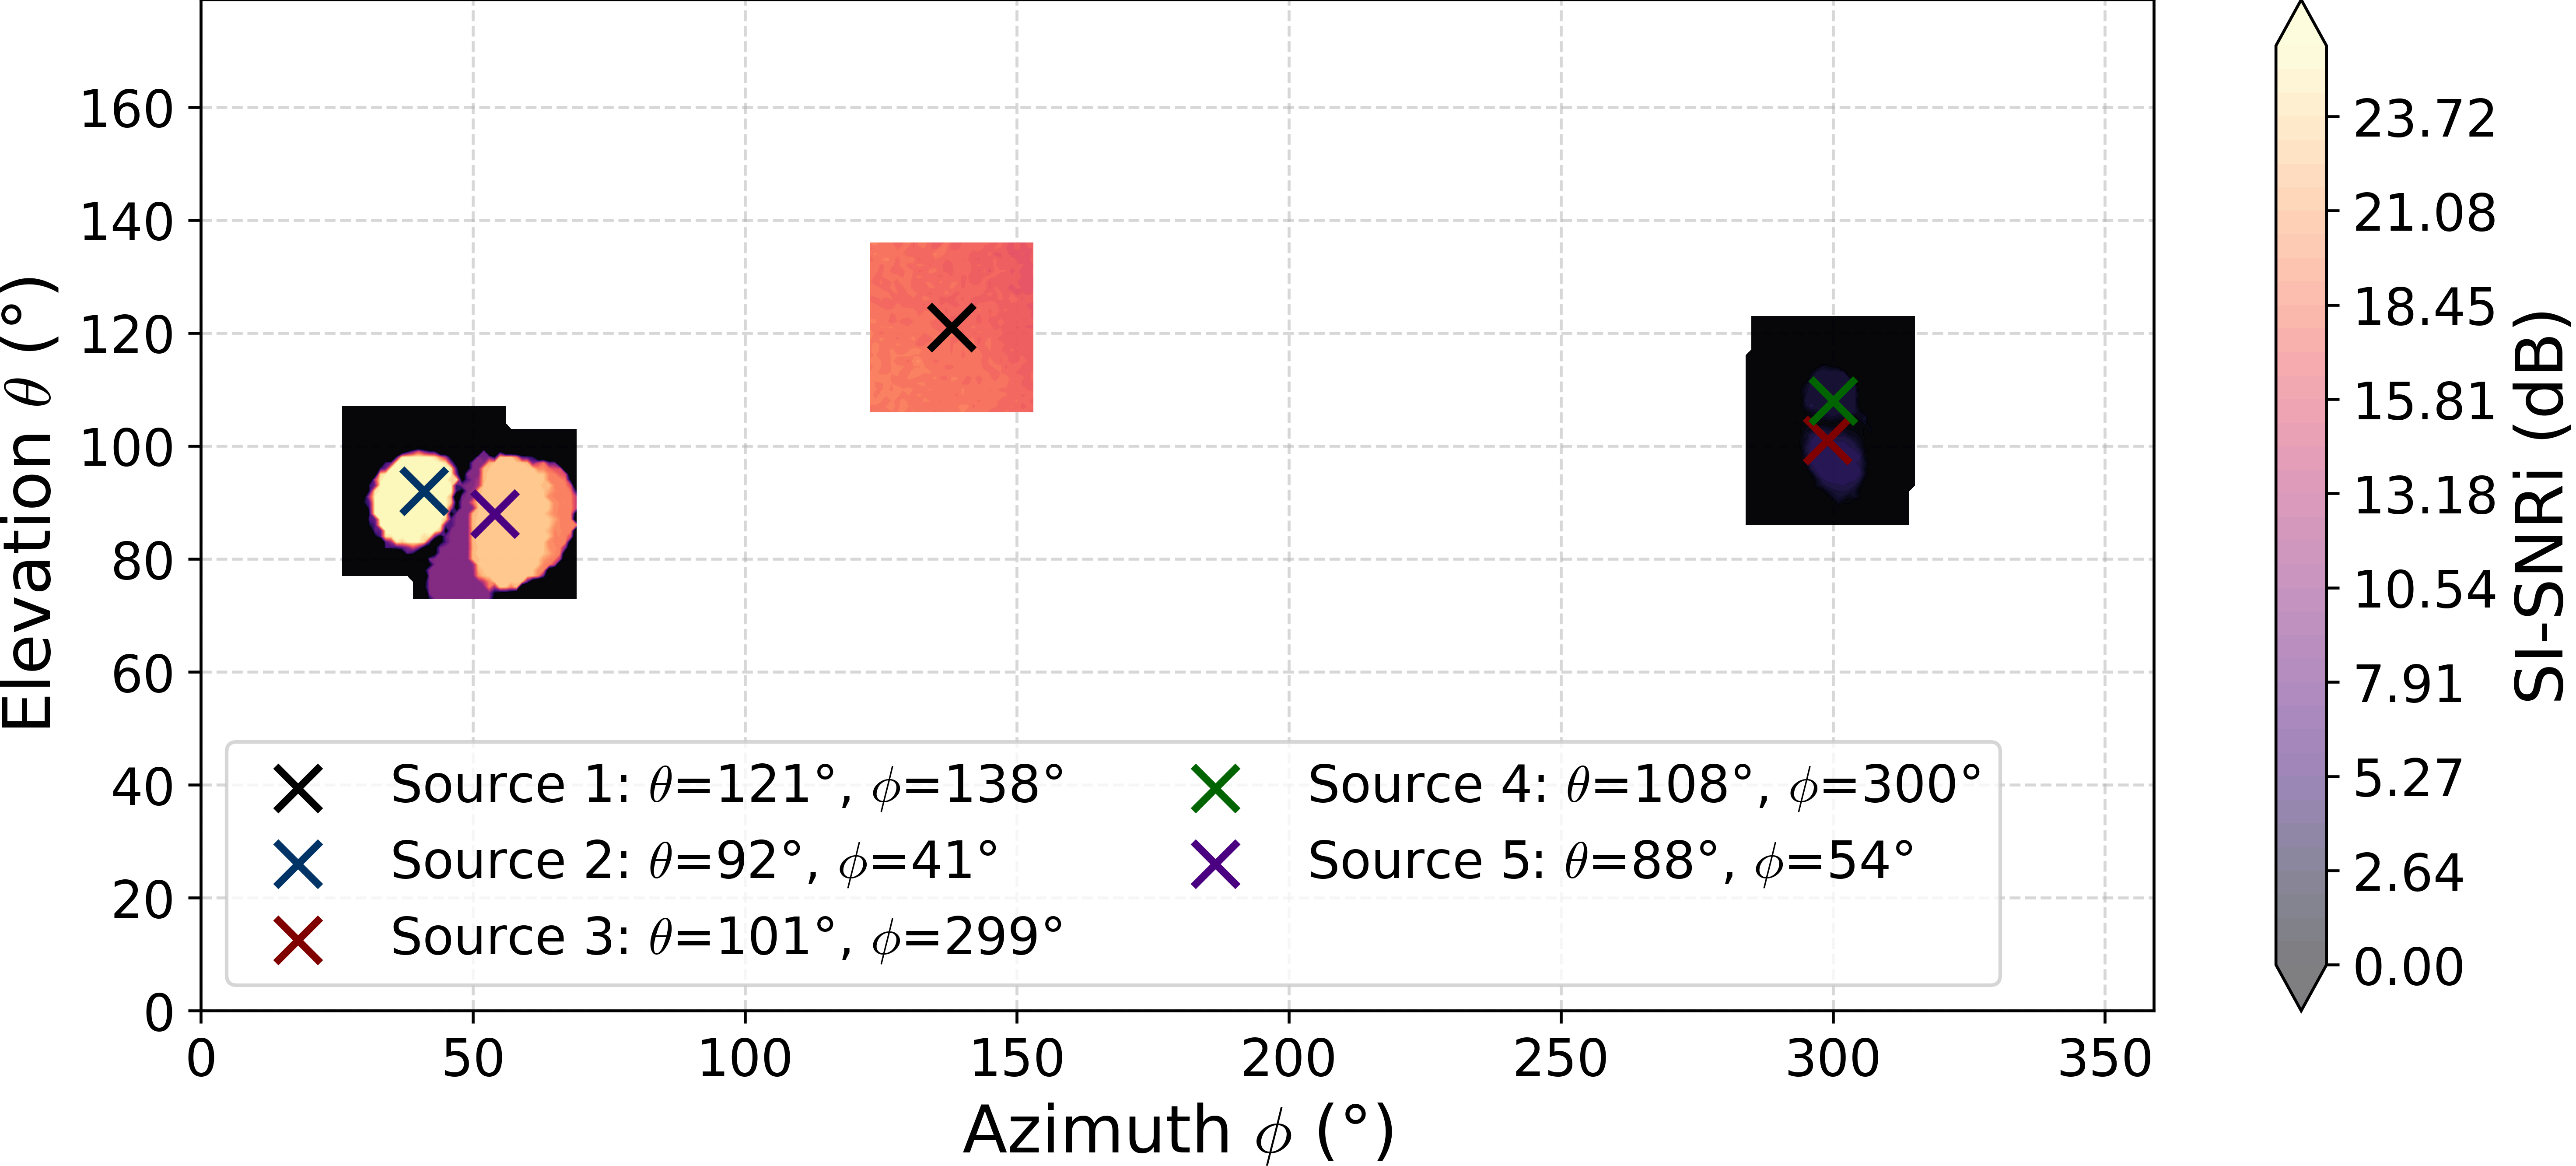 Elevation θ (°)
160
140
120
100
80
60
40
20
0
Source 1: θ=121°, ϕ=138°
Source 2: θ=92°, ϕ=41°
Source 3: θ=101°, ϕ=299°
Source 4: θ=108°, ϕ=300°
Source 5: θ=88°, ϕ=54°
0 50 100 150 200 250 300 350
Azimuth ϕ (°)
23.72
21.08
18.45
15.81
13.18
10.54
7.91
5.27
2.64
0.00
SI-SNRi (dB)